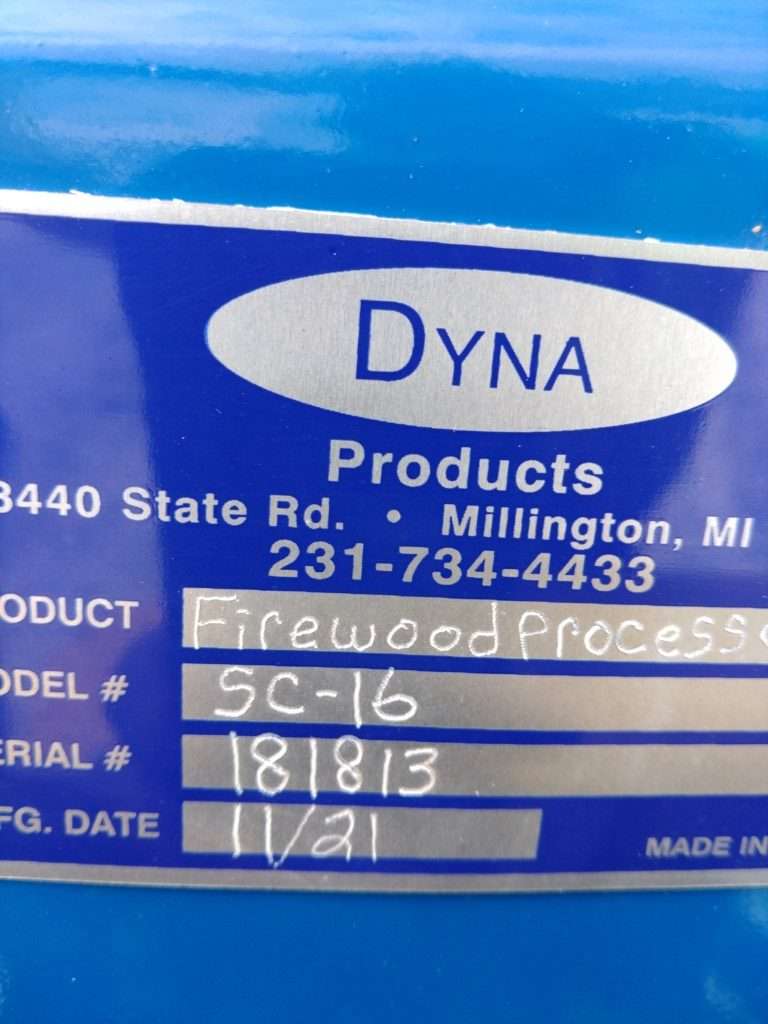 DYNA
Products
8440 State Rd. • Millington, MI
231-734-4433
ODUCT Firewood Process
ODEL # SC-16
ERIAL # 181813
FG. DATE 11/21
MADE IN